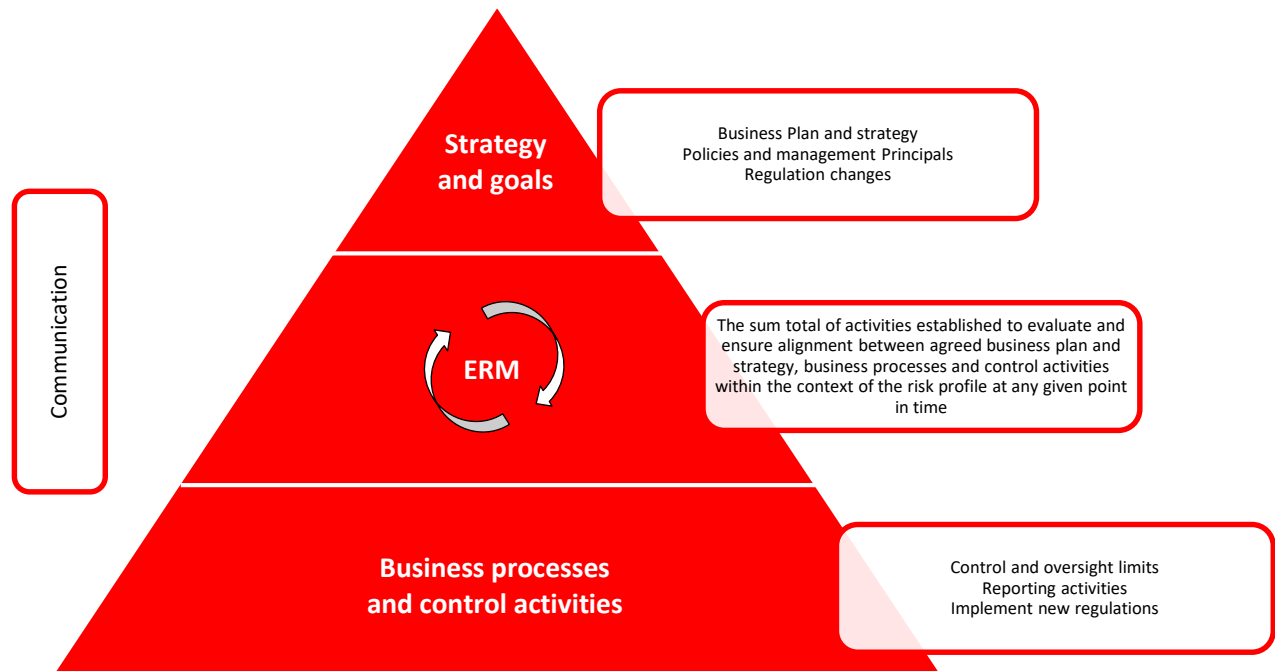 Strategy
and goals
Business Plan and strategy
Policies and management Principals
Regulation changes
Communication
ERM
The sum total of activities established to evaluate and
ensure alignment between agreed business plan and
strategy, business processes and control activities
within the context of the risk profile at any given point
in time
Business processes
and control activities
Control and oversight limits
Reporting activities
Implement new regulations